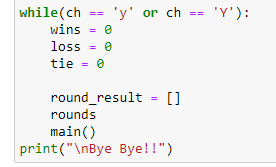 while(ch == 'y' or ch == 'Y'):
    wins = 0
    loss = 0
    tie = 0

    round_result = []
    rounds
    main()
print("\nBye Bye!!")